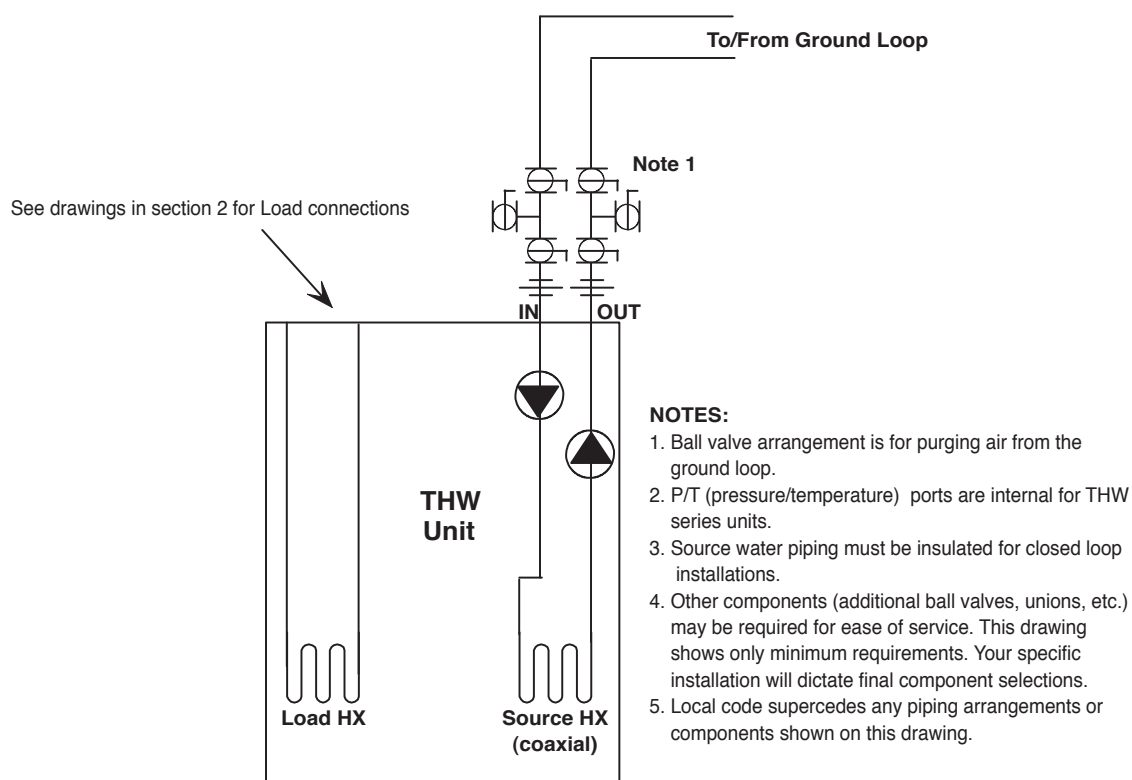 To/From Ground Loop
Note 1
See drawings in section 2 for Load connections
IN
OUT
THW
Unit
Load HX
Source HX
(coaxial)
NOTES:
1. Ball valve arrangement is for purging air from the
ground loop.
2. P/T (pressure/temperature) ports are internal for THW
series units.
3. Source water piping must be insulated for closed loop
installations.
4. Other components (additional ball valves, unions, etc.)
may be required for ease of service. This drawing
shows only minimum requirements. Your specific
installation will dictate final component selections.
5. Local code supercedes any piping arrangements or
components shown on this drawing.